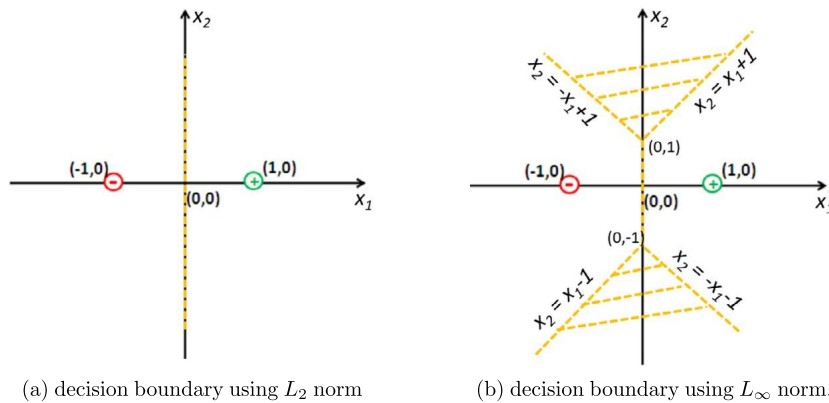 x₂
(-1,0)
(1,0)
-
+
(0,0)
x₁
(a) decision boundary using L₂ norm
x₂
x₂ = -x₁+1
x₂ = x₁+1
(0,1)
(-1,0)
(1,0)
-
+
(0,0)
x₁
(0,-1)
x₂ = x₁-1
x₂ = -x₁-1
(b) decision boundary using L∞ norm.